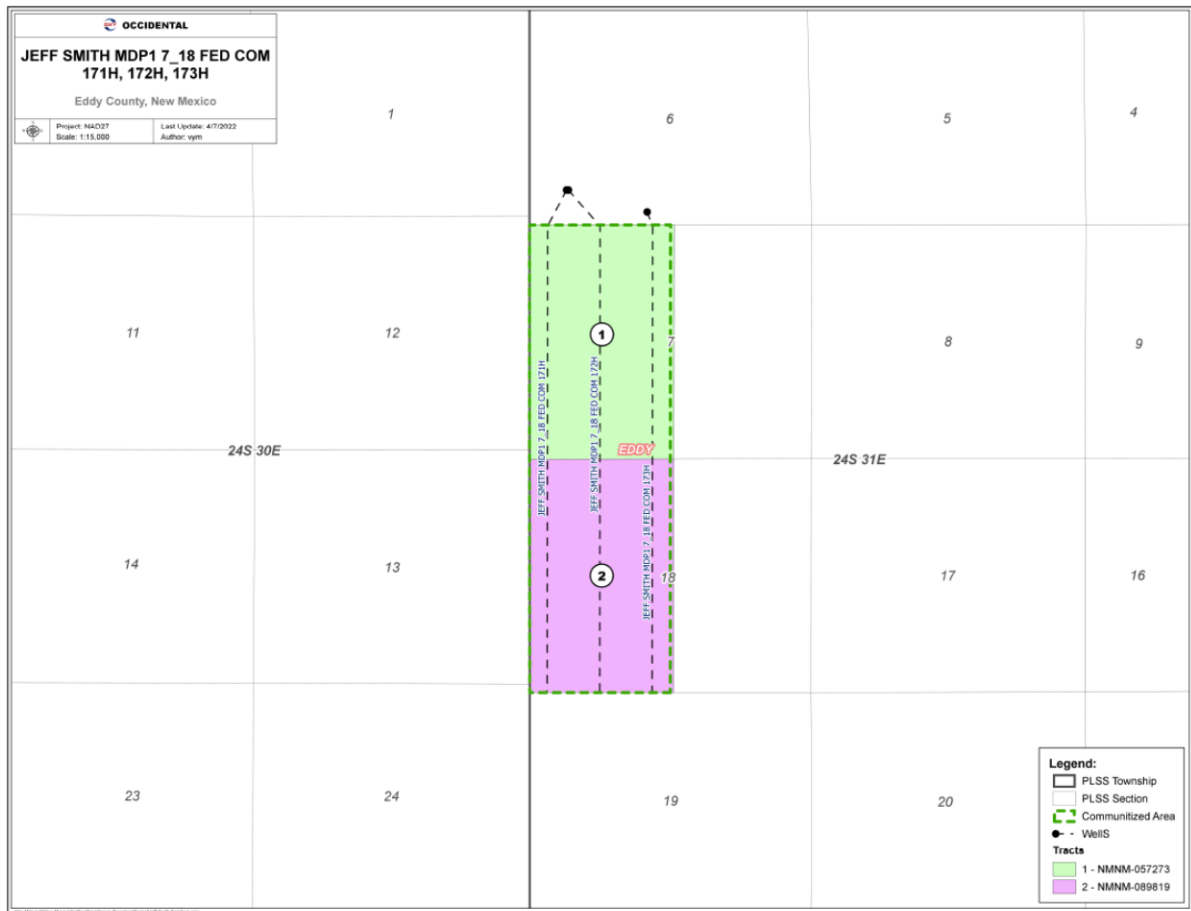 OCCIDENTAL
JEFF SMITH MDP1 7_18 FED COM
171H, 172H, 173H
Eddy County, New Mexico
Project: NAD27
Scale: 1:15,000
Last Update: 4/7/2022
Author: vym
1
6
5
4
11
12
1
7
8
9
JEFF SMITH MDP1 7_18 FED COM 171H
JEFF SMITH MDP1 7_18 FED COM 172H
JEFF SMITH MDP1 7_18 FED COM 173H
24S 30E
EDDY
24S 31E
14
13
2
18
17
16
23
24
19
20
Legend:
PLSS Township
PLSS Section
Communitized Area
WellS
Tracts
1 - NMNM-057273
2 - NMNM-089819